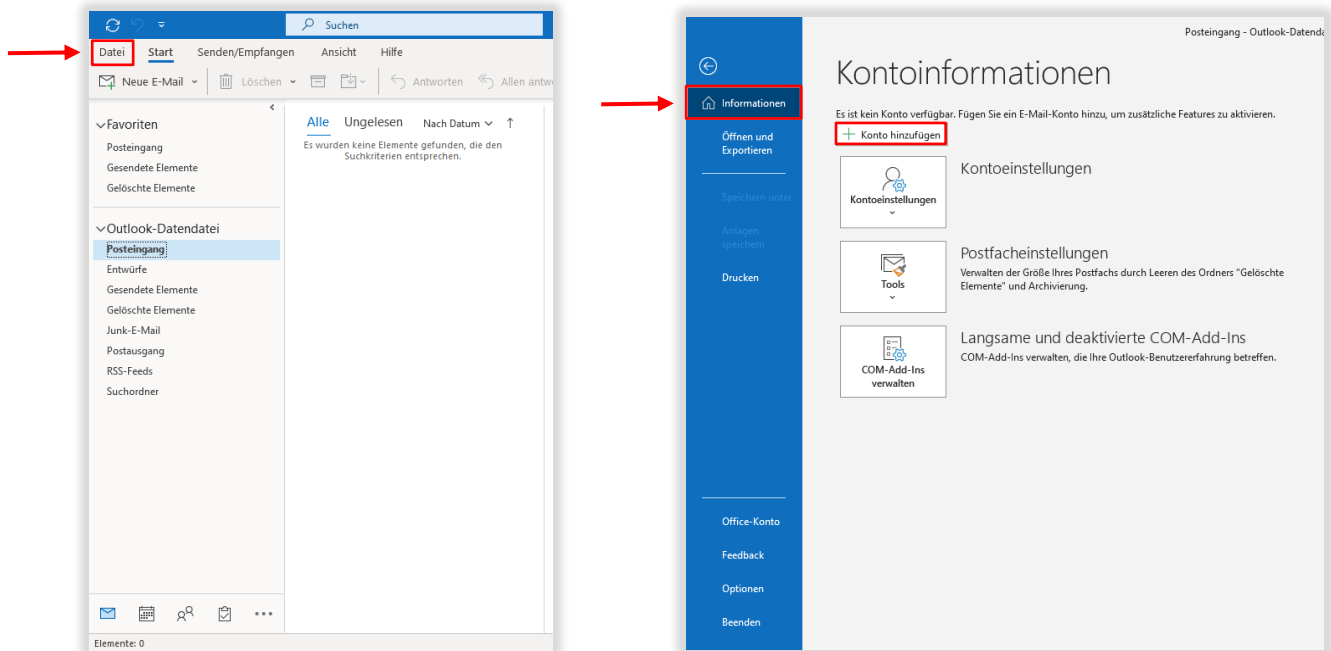 Suchen
Datei Start Senden/Empfangen Ansicht Hilfe
Neue E-Mail Löschen Antworten Allen antw
Favoriten
Posteingang
Gesendete Elemente
Gelöschte Elemente
Outlook-Datendatei
Posteingang
Entwürfe
Gesendete Elemente
Gelöschte Elemente
Junk-E-Mail
Postausgang
RSS-Feeds
Suchordner
Elemente: 0
Alle Ungelesen Nach Datum
Es wurden keine Elemente gefunden, die den
Suchkriterien entsprechen.
Posteingang - Outlook-Datenda
Informationen
Öffnen und
Exportieren
Speichern unter
Anlagen
speichern
Drucken
Office-Konto
Feedback
Optionen
Beenden
Kontoinformationen
Es ist kein Konto verfügbar. Fügen Sie ein E-Mail-Konto hinzu, um zusätzliche Features zu aktivieren.
Konto hinzufügen
Kontoeinstellungen
Kontoeinstellungen
Tools
Postfacheinstellungen
Verwalten der Größe Ihres Postfachs durch Leeren des Ordners "Gelöschte
Elemente" und Archivierung.
COM-Add-Ins
verwalten
Langsame und deaktivierte COM-Add-Ins
COM-Add-Ins verwalten, die Ihre Outlook-Benutzererfahrung betreffen.